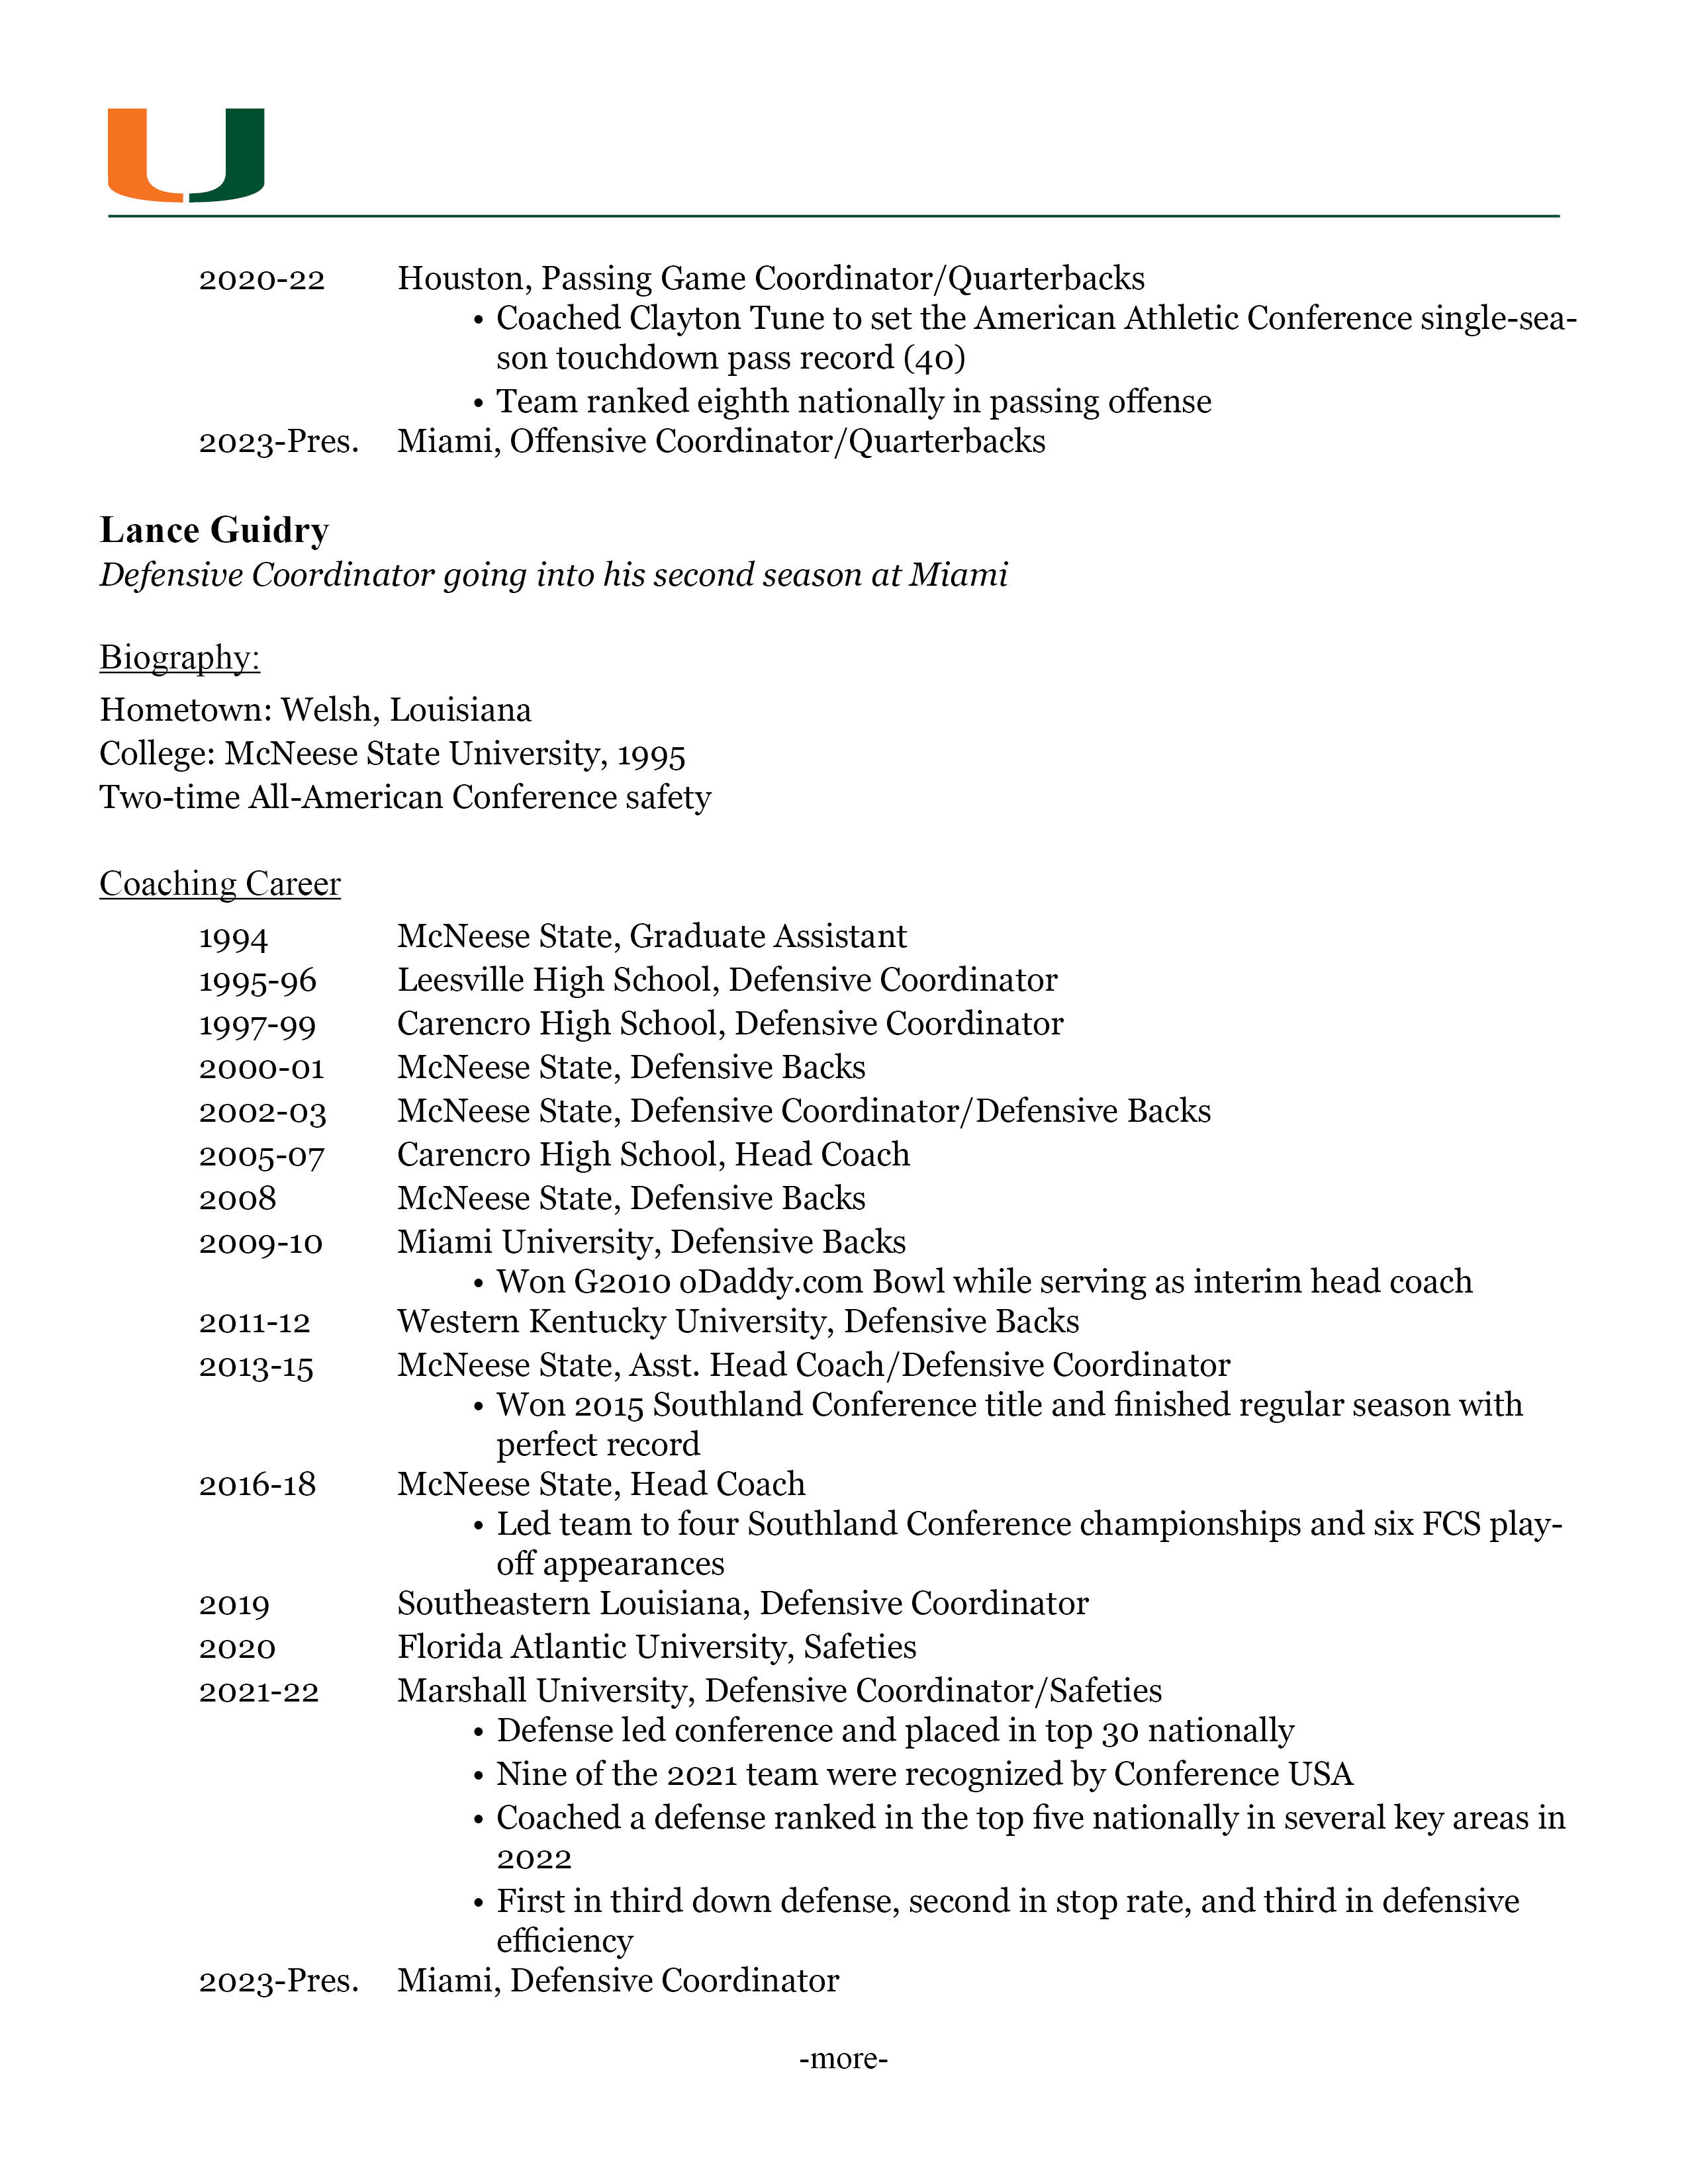 U
2020-22 Houston, Passing Game Coordinator/Quarterbacks
• Coached Clayton Tune to set the American Athletic Conference single-sea-
son touchdown pass record (40)
• Team ranked eighth nationally in passing offense
2023-Pres. Miami, Offensive Coordinator/Quarterbacks
Lance Guidry
Defensive Coordinator going into his second season at Miami
Biography:
Hometown: Welsh, Louisiana
College: McNeese State University, 1995
Two-time All-American Conference safety
Coaching Career
1994 McNeese State, Graduate Assistant
1995-96 Leesville High School, Defensive Coordinator
1997-99 Carencro High School, Defensive Coordinator
2000-01 McNeese State, Defensive Backs
2002-03 McNeese State, Defensive Coordinator/Defensive Backs
2005-07 Carencro High School, Head Coach
2008 McNeese State, Defensive Backs
2009-10 Miami University, Defensive Backs
• Won G2010 oDaddy.com Bowl while serving as interim head coach
2011-12 Western Kentucky University, Defensive Backs
2013-15 McNeese State, Asst. Head Coach/Defensive Coordinator
• Won 2015 Southland Conference title and finished regular season with
perfect record
2016-18 McNeese State, Head Coach
• Led team to four Southland Conference championships and six FCS play-
off appearances
2019 Southeastern Louisiana, Defensive Coordinator
2020 Florida Atlantic University, Safeties
2021-22 Marshall University, Defensive Coordinator/Safeties
• Defense led conference and placed in top 30 nationally
• Nine of the 2021 team were recognized by Conference USA
• Coached a defense ranked in the top five nationally in several key areas in
2022
• First in third down defense, second in stop rate, and third in defensive
efficiency
2023-Pres. Miami, Defensive Coordinator
-more-